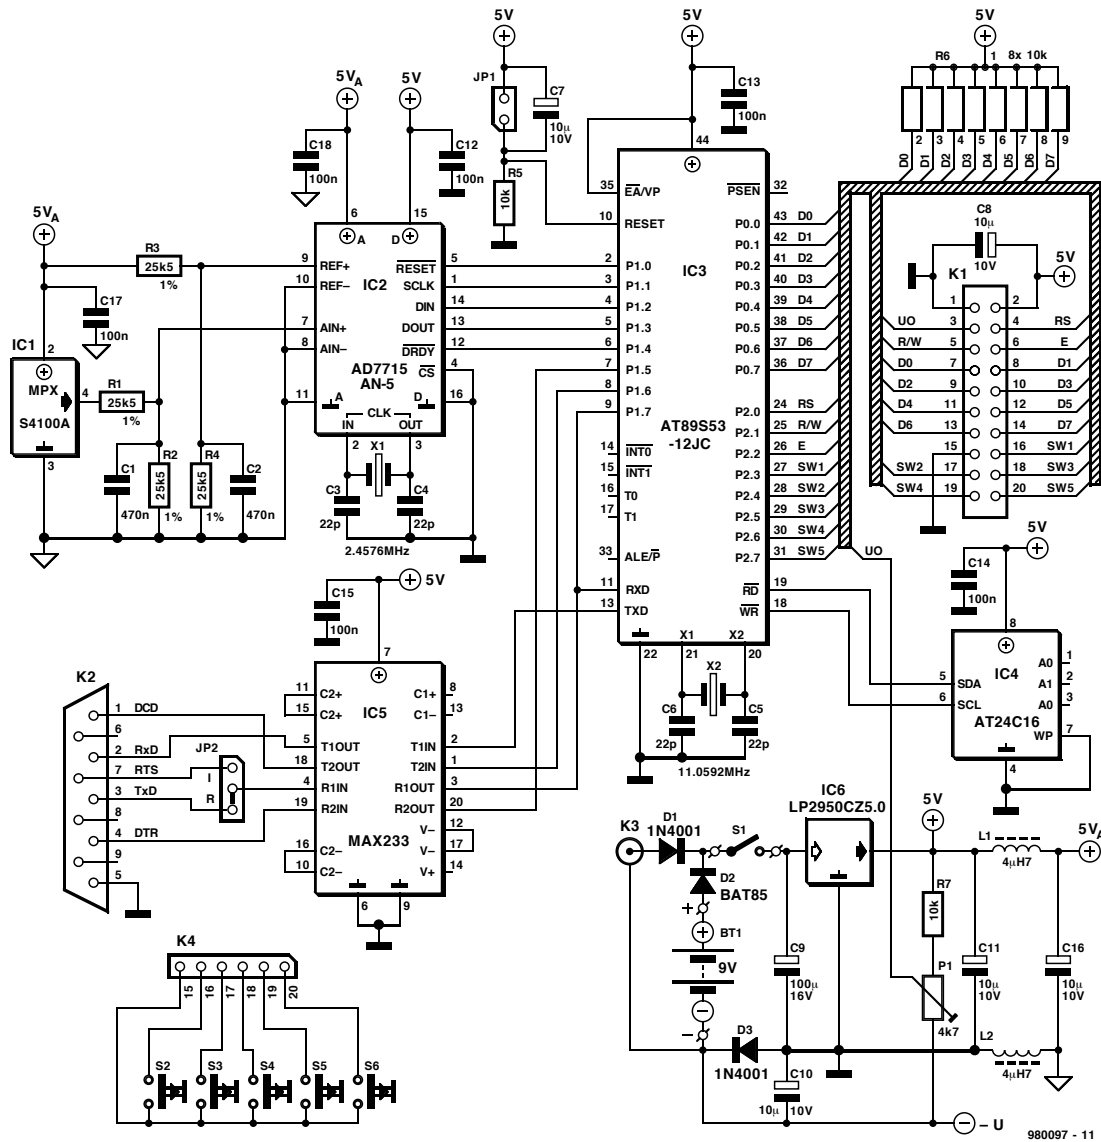 5V
5V
5V
JP1
C7
10µ
10V
R5
10k
C13
100n
R6
1
8x 10k
2 3 4 5 6 7 8 9
D0 D1 D2 D3 D4 D5 D6 D7
5VA
5V
C18
100n
C12
100n
5VA
R3
25k5
1%
C17
100n
IC1
2
MPX
S4100A
4
3
R1
25k5
1%
C1
470n
R2
25k5
1%
R4
25k5
1%
C2
470n
6
15
A
D
9 REF+
RESET 5
10 REF–
IC2
SCLK 1
DIN 14
7 AIN+
DOUT 13
8 AIN–
DRDY 12
AD7715
AN-5
CS 4
11
A
D
16
CLK
IN
OUT
2
X1
3
C3
22p
C4
22p
2.4576MHz
44
35 EA/VP
PSEN 32
10 RESET
P0.0 43 D0
P0.1 42 D1
2 P1.0
IC3
P0.2 41 D2
3 P1.1
P0.3 40 D3
4 P1.2
P0.4 39 D4
5 P1.3
P0.5 38 D5
6 P1.4
P0.6 37 D6
7 P1.5
P0.7 36 D7
8 P1.6
9 P1.7
P2.0 24 RS
AT89S53
-12JC
P2.1 25 R/W
14 INT0
P2.2 26 E
15 INT1
P2.3 27 SW1
16 T0
P2.4 28 SW2
17 T1
P2.5 29 SW3
P2.6 30 SW4
33 ALE/P
P2.7 31 SW5
UO
11 RXD
RD 19
13 TXD
WR 18
X1
X2
22
21
20
X2
C6
22p
C5
22p
11.0592MHz
C8
10µ
10V
5V
K1
1
2
UO 3
4 RS
R/W 5
6 E
D0 7
8 D1
D2 9
10 D3
D4 11
12 D5
D6 13
14 D7
15
16 SW1
SW2 17
18 SW3
SW4 19
20 SW5
5V
C14
100n
8
A0 1
IC4
5 SDA
A1 2
6 SCL
A0 3
AT24C16
WP 7
4
C15
100n
5V
7
11 C2+
C1+ 8
15 C2+
IC5
C1– 13
5 T1OUT
T1IN 2
18 T2OUT
T2IN 1
4 R1IN
R1OUT 3
19 R2IN
R2OUT 20
V– 12
MAX233
16 C2–
V– 17
10 C2–
V+ 14
6
9
K2
1 DCD
6
2 RxD
7 RTS
3 TxD
8
4 DTR
9
5
JP2
I
R
K4
15 16 17 18 19 20
S2
S3
S4
S5
S6
K3
D1
1N4001
S1
IC6
LP2950CZ5.0
D2
BAT85
+
BT1
9V
–
C9
100µ
16V
D3
1N4001
C10
10µ
10V
5V
R7
10k
P1
4k7
L1
4µH7
5VA
C11
10µ
10V
C16
10µ
10V
L2
4µH7
– U
980097 - 11